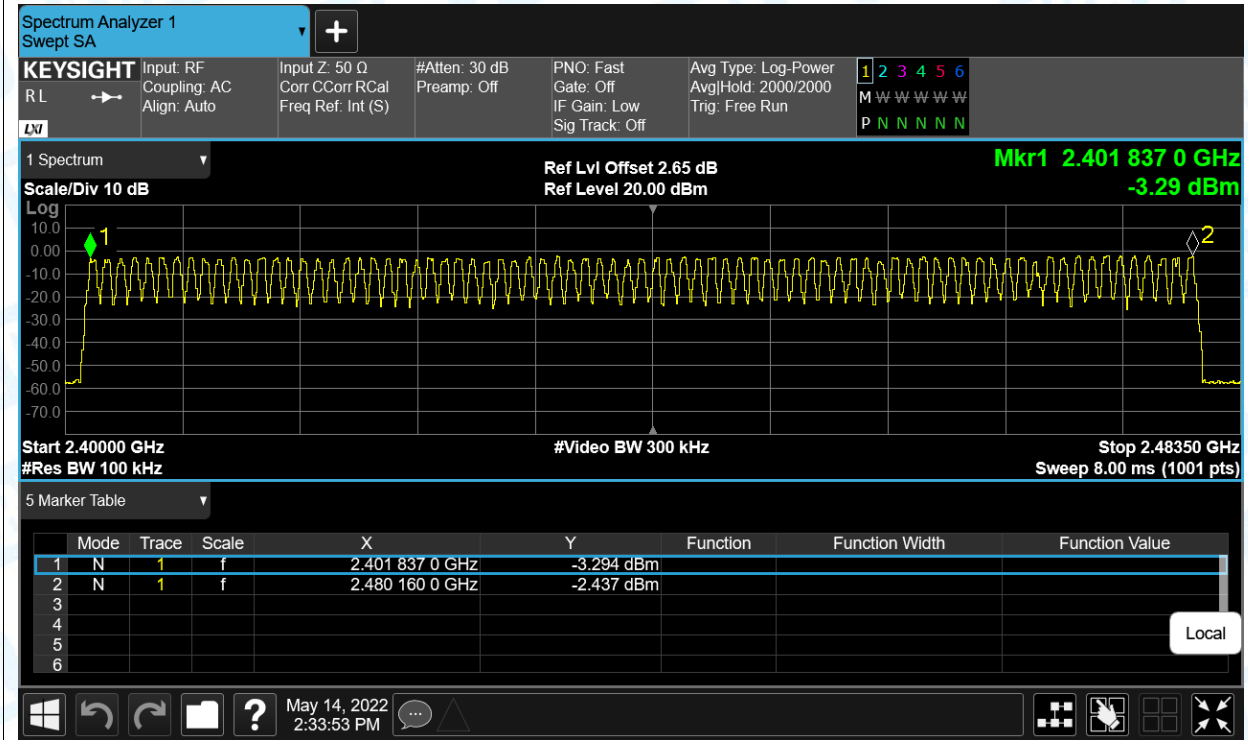 Spectrum Analyzer 1
Swept SA
KEYSIGHT
R L
LXI
Input: RF
Coupling: AC
Align: Auto
Input Z: 50 Ω
Corr CCorr RCal
Freq Ref: Int (S)
#Atten: 30 dB
Preamp: Off
PNO: Fast
Gate: Off
IF Gain: Low
Sig Track: Off
Avg Type: Log-Power
Avg|Hold: 2000/2000
Trig: Free Run
1 2 3 4 5 6
M W W W W W
P N N N N N
1 Spectrum
Scale/Div 10 dB
Ref Lvl Offset 2.65 dB
Ref Level 20.00 dBm
Mkr1 2.401 837 0 GHz
-3.29 dBm
Log
10.0
0.00
-10.0
-20.0
-30.0
-40.0
-50.0
-60.0
-70.0
1
2
Start 2.40000 GHz
#Res BW 100 kHz
#Video BW 300 kHz
Stop 2.48350 GHz
Sweep 8.00 ms (1001 pts)
5 Marker Table
Mode Trace Scale X Y Function Function Width Function Value
1 N 1 f 2.401 837 0 GHz -3.294 dBm
2 N 1 f 2.480 160 0 GHz -2.437 dBm
3
4
5
6
Local
?
May 14, 2022
2:33:53 PM